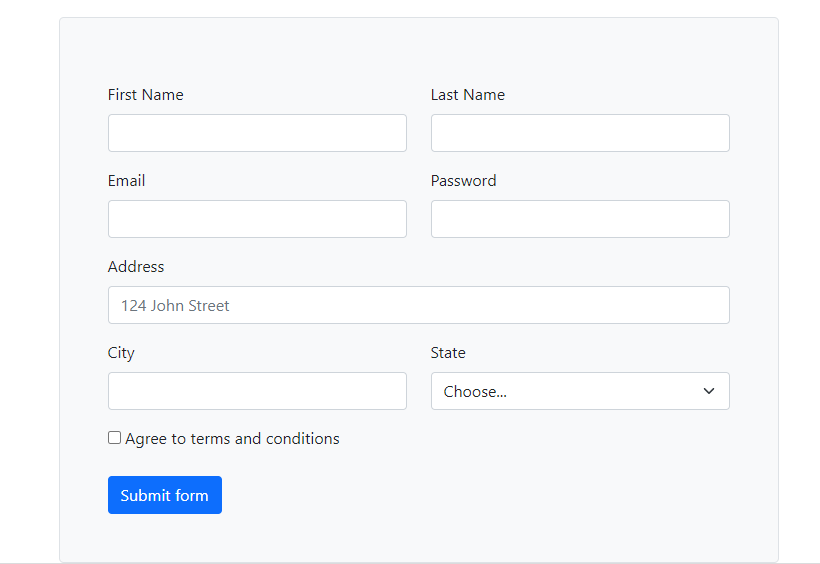 First Name Last Name
Email Password
Address
124 John Street
City State
Choose...
Agree to terms and conditions
Submit form